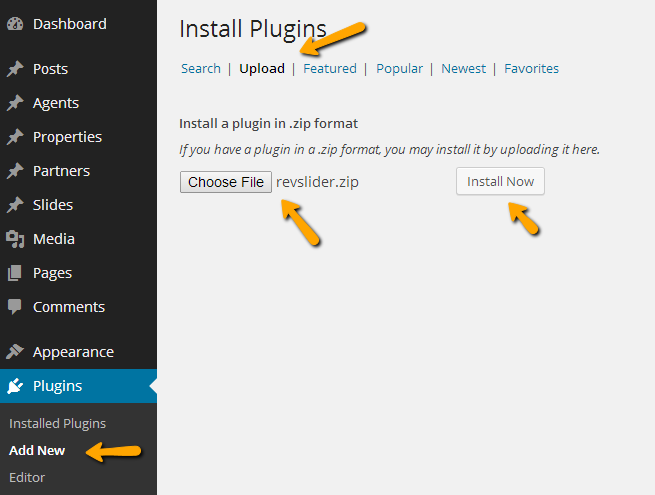 Dashboard
Posts
Agents
Properties
Partners
Slides
Media
Pages
Comments
Appearance
Plugins
Installed Plugins
Add New
Editor
Install Plugins
Search | Upload | Featured | Popular | Newest | Favorites
Install a plugin in .zip format
If you have a plugin in a .zip format, you may install it by uploading it here.
Choose File revslider.zip Install Now